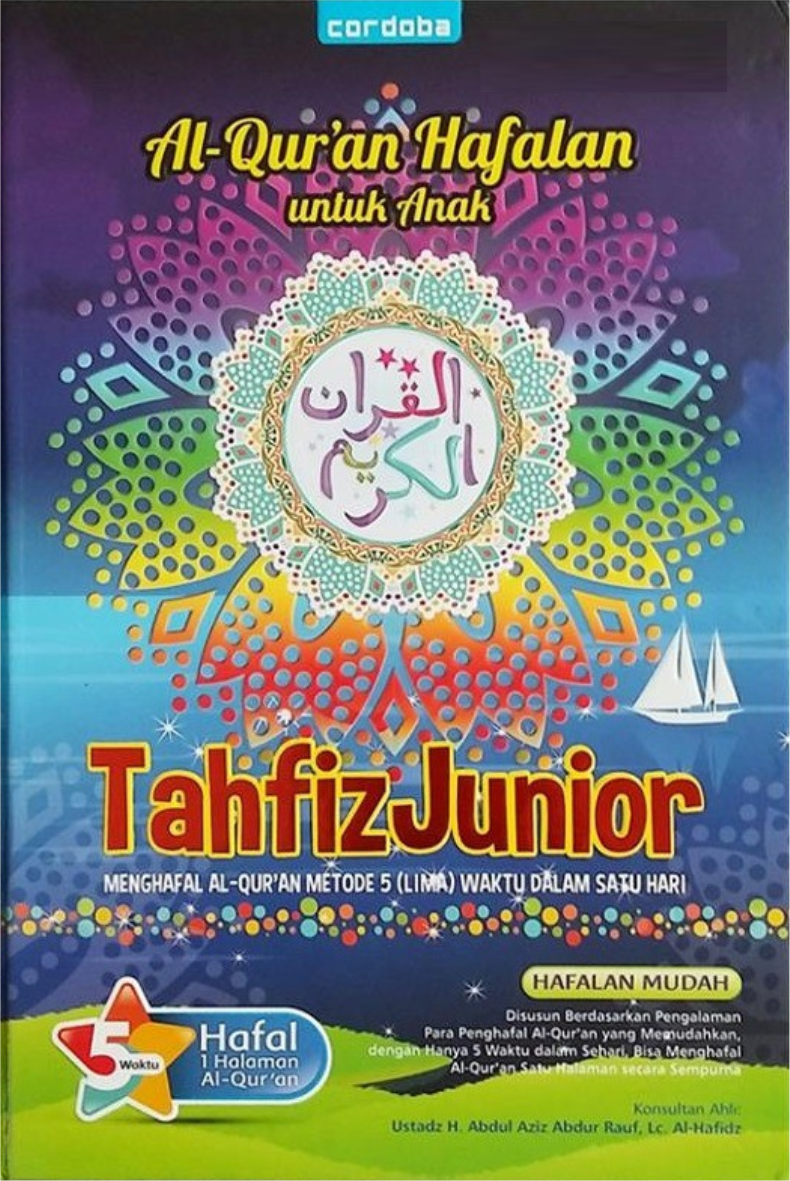 cordoba
Al-Qur'an Hafalan
untuk Anak
القرآن
الكريم
TahfizJunior
MENGHAFAL AL-QUR'AN METODE 5 (LIMA) WAKTU DALAM SATU HARI
HAFALAN MUDAH
Disusun Berdasarkan Pengalaman
Para Penghafal Al-Qur'an yang Memudahkan,
dengan Hanya 5 Waktu dalam Sehari, Bisa Menghafal
Al-Qur'an Satu Halaman secara Sempurna
5 Waktu
Hafal
1 Halaman
Al-Qur'an
Konsultan Ahli:
Ustadz H. Abdul Aziz Abdur Rauf, Lc. Al-Hafidz